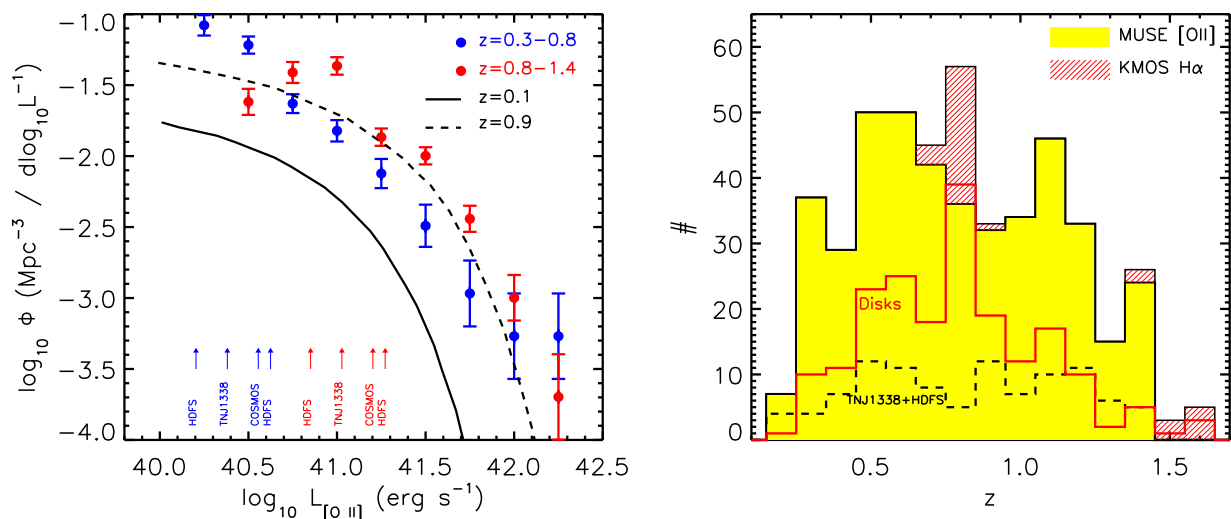 −1.0
−1.5
−2.0
−2.5
−3.0
−3.5
−4.0
log₁₀ Φ (Mpc⁻³ / dlog₁₀L⁻¹)
z=0.3−0.8
z=0.8−1.4
z=0.1
z=0.9
HDFS
TNJ1338
COSMOS
HDFS
HDFS
TNJ1338
COSMOS
HDFS
40.0 40.5 41.0 41.5 42.0 42.5
log₁₀ L[O II] (erg s⁻¹)
60
50
40
30
20
10
0
#
MUSE [OII]
KMOS Hα
Disks
TNJ1338+HDFS
0.5 1.0 1.5
z